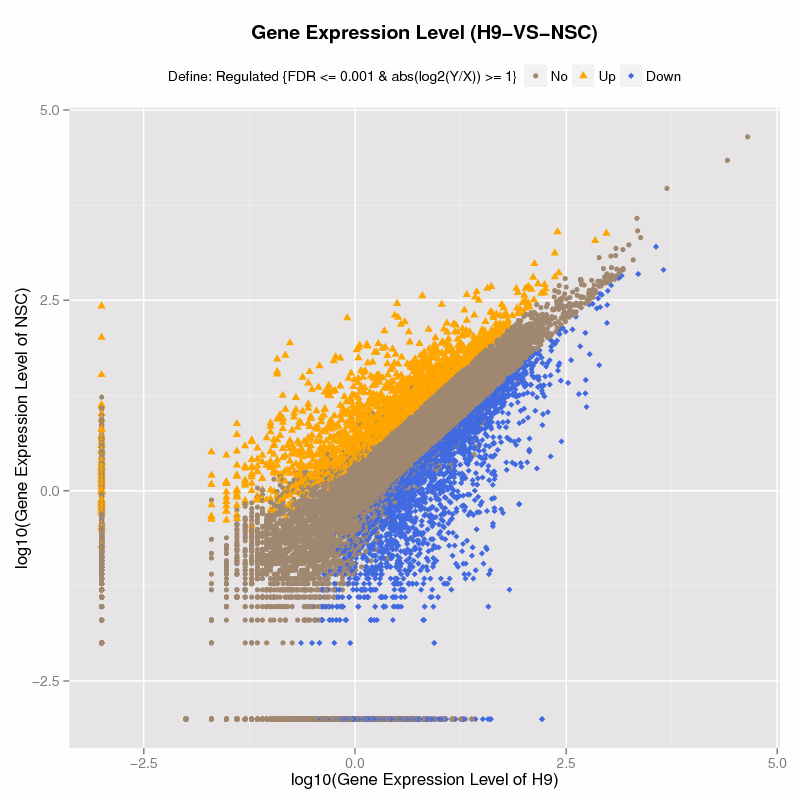 Gene Expression Level (H9−VS−NSC)
Define: Regulated {FDR <= 0.001 & abs(log2(Y/X)) >= 1} No Up Down
5.0
2.5
0.0
−2.5
log10(Gene Expression Level of NSC)
−2.5 0.0 2.5 5.0
log10(Gene Expression Level of H9)